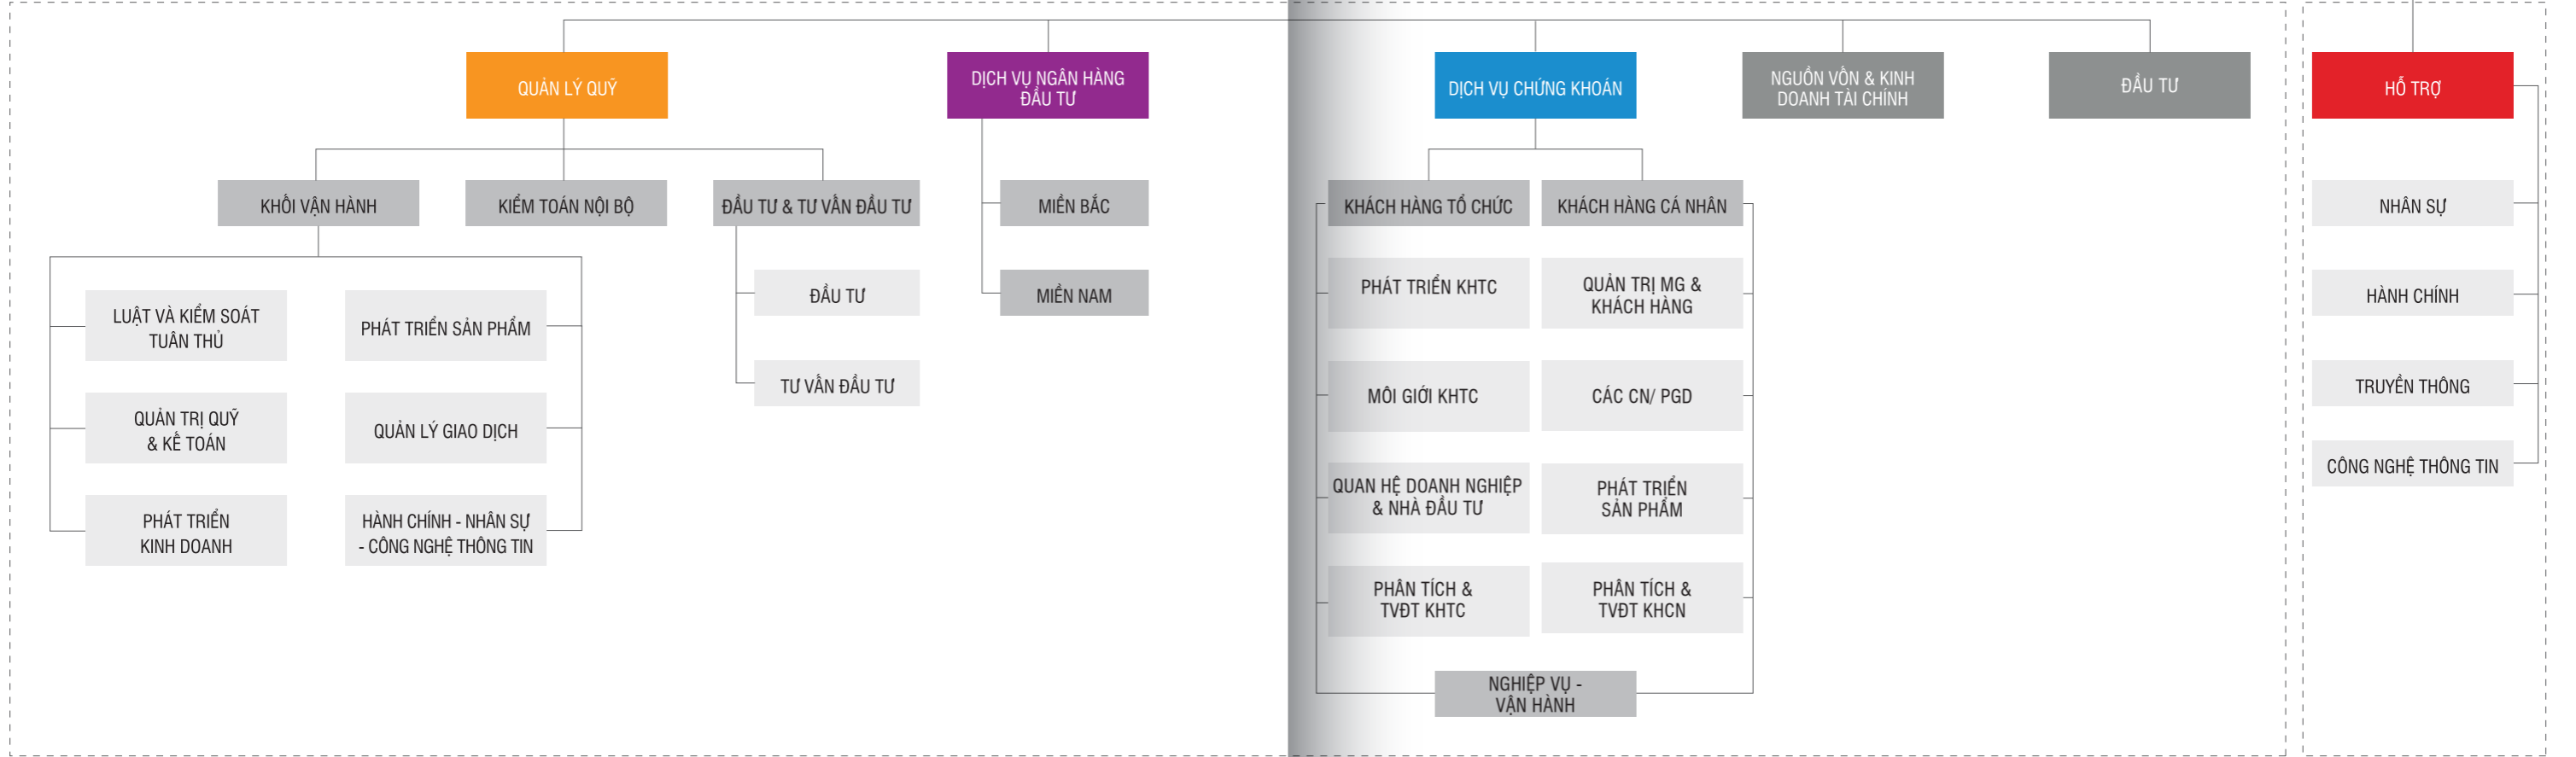 QUẢN LÝ QUỸ
DỊCH VỤ NGÂN HÀNG
ĐẦU TƯ
DỊCH VỤ CHỨNG KHOÁN
NGUỒN VỐN & KINH
DOANH TÀI CHÍNH
ĐẦU TƯ
HỖ TRỢ
KHỐI VẬN HÀNH
KIỂM TOÁN NỘI BỘ
ĐẦU TƯ & TƯ VẤN ĐẦU TƯ
MIỀN BẮC
KHÁCH HÀNG TỔ CHỨC
KHÁCH HÀNG CÁ NHÂN
NHÂN SỰ
LUẬT VÀ KIỂM SOÁT
TUÂN THỦ
PHÁT TRIỂN SẢN PHẨM
ĐẦU TƯ
MIỀN NAM
PHÁT TRIỂN KHTC
QUẢN TRỊ MG &
KHÁCH HÀNG
HÀNH CHÍNH
QUẢN TRỊ QUỸ
& KẾ TOÁN
QUẢN LÝ GIAO DỊCH
TƯ VẤN ĐẦU TƯ
MÔI GIỚI KHTC
CÁC CN/ PGD
TRUYỀN THÔNG
PHÁT TRIỂN
KINH DOANH
HÀNH CHÍNH - NHÂN SỰ
- CÔNG NGHỆ THÔNG TIN
QUAN HỆ DOANH NGHIỆP
& NHÀ ĐẦU TƯ
PHÁT TRIỂN
SẢN PHẨM
CÔNG NGHỆ THÔNG TIN
PHÂN TÍCH &
TVĐT KHTC
PHÂN TÍCH &
TVĐT KHCN
NGHIỆP VỤ -
VẬN HÀNH